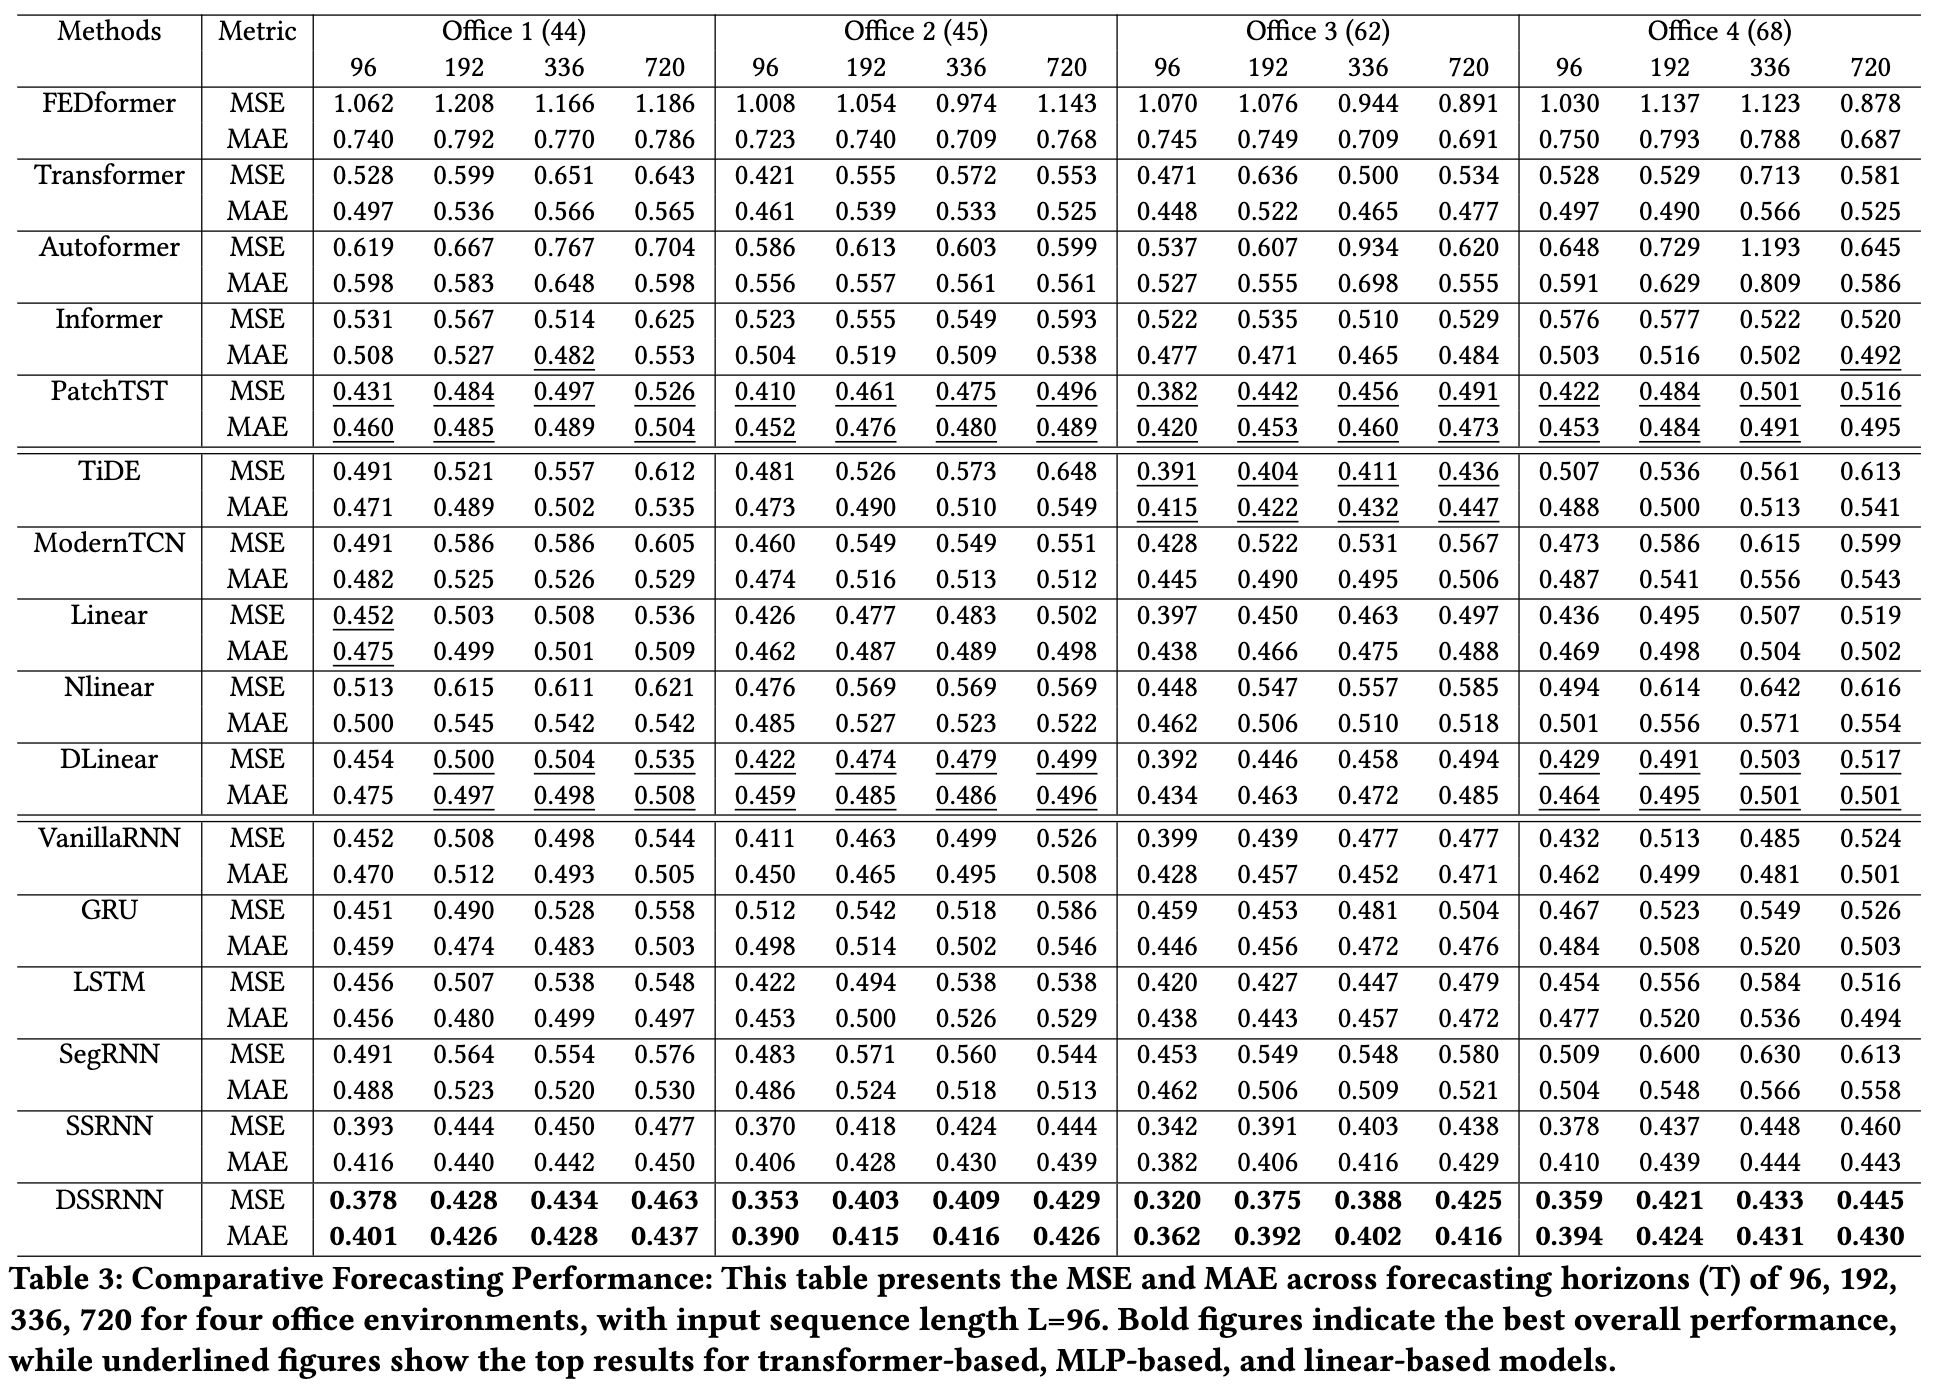 Methods Metric Office 1 (44) Office 2 (45) Office 3 (62) Office 4 (68)
96 192 336 720 96 192 336 720 96 192 336 720 96 192 336 720
FEDformer MSE 1.062 1.208 1.166 1.186 1.008 1.054 0.974 1.143 1.070 1.076 0.944 0.891 1.030 1.137 1.123 0.878
MAE 0.740 0.792 0.770 0.786 0.723 0.740 0.709 0.768 0.745 0.749 0.709 0.691 0.750 0.793 0.788 0.687
Transformer MSE 0.528 0.599 0.651 0.643 0.421 0.555 0.572 0.553 0.471 0.636 0.500 0.534 0.528 0.529 0.713 0.581
MAE 0.497 0.536 0.566 0.565 0.461 0.539 0.533 0.525 0.448 0.522 0.465 0.477 0.497 0.490 0.566 0.525
Autoformer MSE 0.619 0.667 0.767 0.704 0.586 0.613 0.603 0.599 0.537 0.607 0.934 0.620 0.648 0.729 1.193 0.645
MAE 0.598 0.583 0.648 0.598 0.556 0.557 0.561 0.561 0.527 0.555 0.698 0.555 0.591 0.629 0.809 0.586
Informer MSE 0.531 0.567 0.514 0.625 0.523 0.555 0.549 0.593 0.522 0.535 0.510 0.529 0.576 0.577 0.522 0.520
MAE 0.508 0.527 0.482 0.553 0.504 0.519 0.509 0.538 0.477 0.471 0.465 0.484 0.503 0.516 0.502 0.492
PatchTST MSE 0.431 0.484 0.497 0.526 0.410 0.461 0.475 0.496 0.382 0.442 0.456 0.491 0.422 0.484 0.501 0.516
MAE 0.460 0.485 0.489 0.504 0.452 0.476 0.480 0.489 0.420 0.453 0.460 0.473 0.453 0.484 0.491 0.495
TiDE MSE 0.491 0.521 0.557 0.612 0.481 0.526 0.573 0.648 0.391 0.404 0.411 0.436 0.507 0.536 0.561 0.613
MAE 0.471 0.489 0.502 0.535 0.473 0.490 0.510 0.549 0.415 0.422 0.432 0.447 0.488 0.500 0.513 0.541
ModernTCN MSE 0.491 0.586 0.586 0.605 0.460 0.549 0.549 0.551 0.428 0.522 0.531 0.567 0.473 0.586 0.615 0.599
MAE 0.482 0.525 0.526 0.529 0.474 0.516 0.513 0.512 0.445 0.490 0.495 0.506 0.487 0.541 0.556 0.543
Linear MSE 0.452 0.503 0.508 0.536 0.426 0.477 0.483 0.502 0.397 0.450 0.463 0.497 0.436 0.495 0.507 0.519
MAE 0.475 0.499 0.501 0.509 0.462 0.487 0.489 0.498 0.438 0.466 0.475 0.488 0.469 0.498 0.504 0.502
Nlinear MSE 0.513 0.615 0.611 0.621 0.476 0.569 0.569 0.569 0.448 0.547 0.557 0.585 0.494 0.614 0.642 0.616
MAE 0.500 0.545 0.542 0.542 0.485 0.527 0.523 0.522 0.462 0.506 0.510 0.518 0.501 0.556 0.571 0.554
DLinear MSE 0.454 0.500 0.504 0.535 0.422 0.474 0.479 0.499 0.392 0.446 0.458 0.494 0.429 0.491 0.503 0.517
MAE 0.475 0.497 0.498 0.508 0.459 0.485 0.486 0.496 0.434 0.463 0.472 0.485 0.464 0.495 0.501 0.501
VanillaRNN MSE 0.452 0.508 0.498 0.544 0.411 0.463 0.499 0.526 0.399 0.439 0.477 0.477 0.432 0.513 0.485 0.524
MAE 0.470 0.512 0.493 0.505 0.450 0.465 0.495 0.508 0.428 0.457 0.452 0.471 0.462 0.499 0.481 0.501
GRU MSE 0.451 0.490 0.528 0.558 0.512 0.542 0.518 0.586 0.459 0.453 0.481 0.504 0.467 0.523 0.549 0.526
MAE 0.459 0.474 0.483 0.503 0.498 0.514 0.502 0.546 0.446 0.456 0.472 0.476 0.484 0.508 0.520 0.503
LSTM MSE 0.456 0.507 0.538 0.548 0.422 0.494 0.538 0.538 0.420 0.427 0.447 0.479 0.454 0.556 0.584 0.516
MAE 0.456 0.480 0.499 0.497 0.453 0.500 0.526 0.529 0.438 0.443 0.457 0.472 0.477 0.520 0.536 0.494
SegRNN MSE 0.491 0.564 0.554 0.576 0.483 0.571 0.560 0.544 0.453 0.549 0.548 0.580 0.509 0.600 0.630 0.613
MAE 0.488 0.523 0.520 0.530 0.486 0.524 0.518 0.513 0.462 0.506 0.509 0.521 0.504 0.548 0.566 0.558
SSRNN MSE 0.393 0.444 0.450 0.477 0.370 0.418 0.424 0.444 0.342 0.391 0.403 0.438 0.378 0.437 0.448 0.460
MAE 0.416 0.440 0.442 0.450 0.406 0.428 0.430 0.439 0.382 0.406 0.416 0.429 0.410 0.439 0.444 0.443
DSSRNN MSE 0.378 0.428 0.434 0.463 0.353 0.403 0.409 0.429 0.320 0.375 0.388 0.425 0.359 0.421 0.433 0.445
MAE 0.401 0.426 0.428 0.437 0.390 0.415 0.416 0.426 0.362 0.392 0.402 0.416 0.394 0.424 0.431 0.430
Table 3: Comparative Forecasting Performance: This table presents the MSE and MAE across forecasting horizons (T) of 96, 192,
336, 720 for four office environments, with input sequence length L=96. Bold figures indicate the best overall performance,
while underlined figures show the top results for transformer-based, MLP-based, and linear-based models.